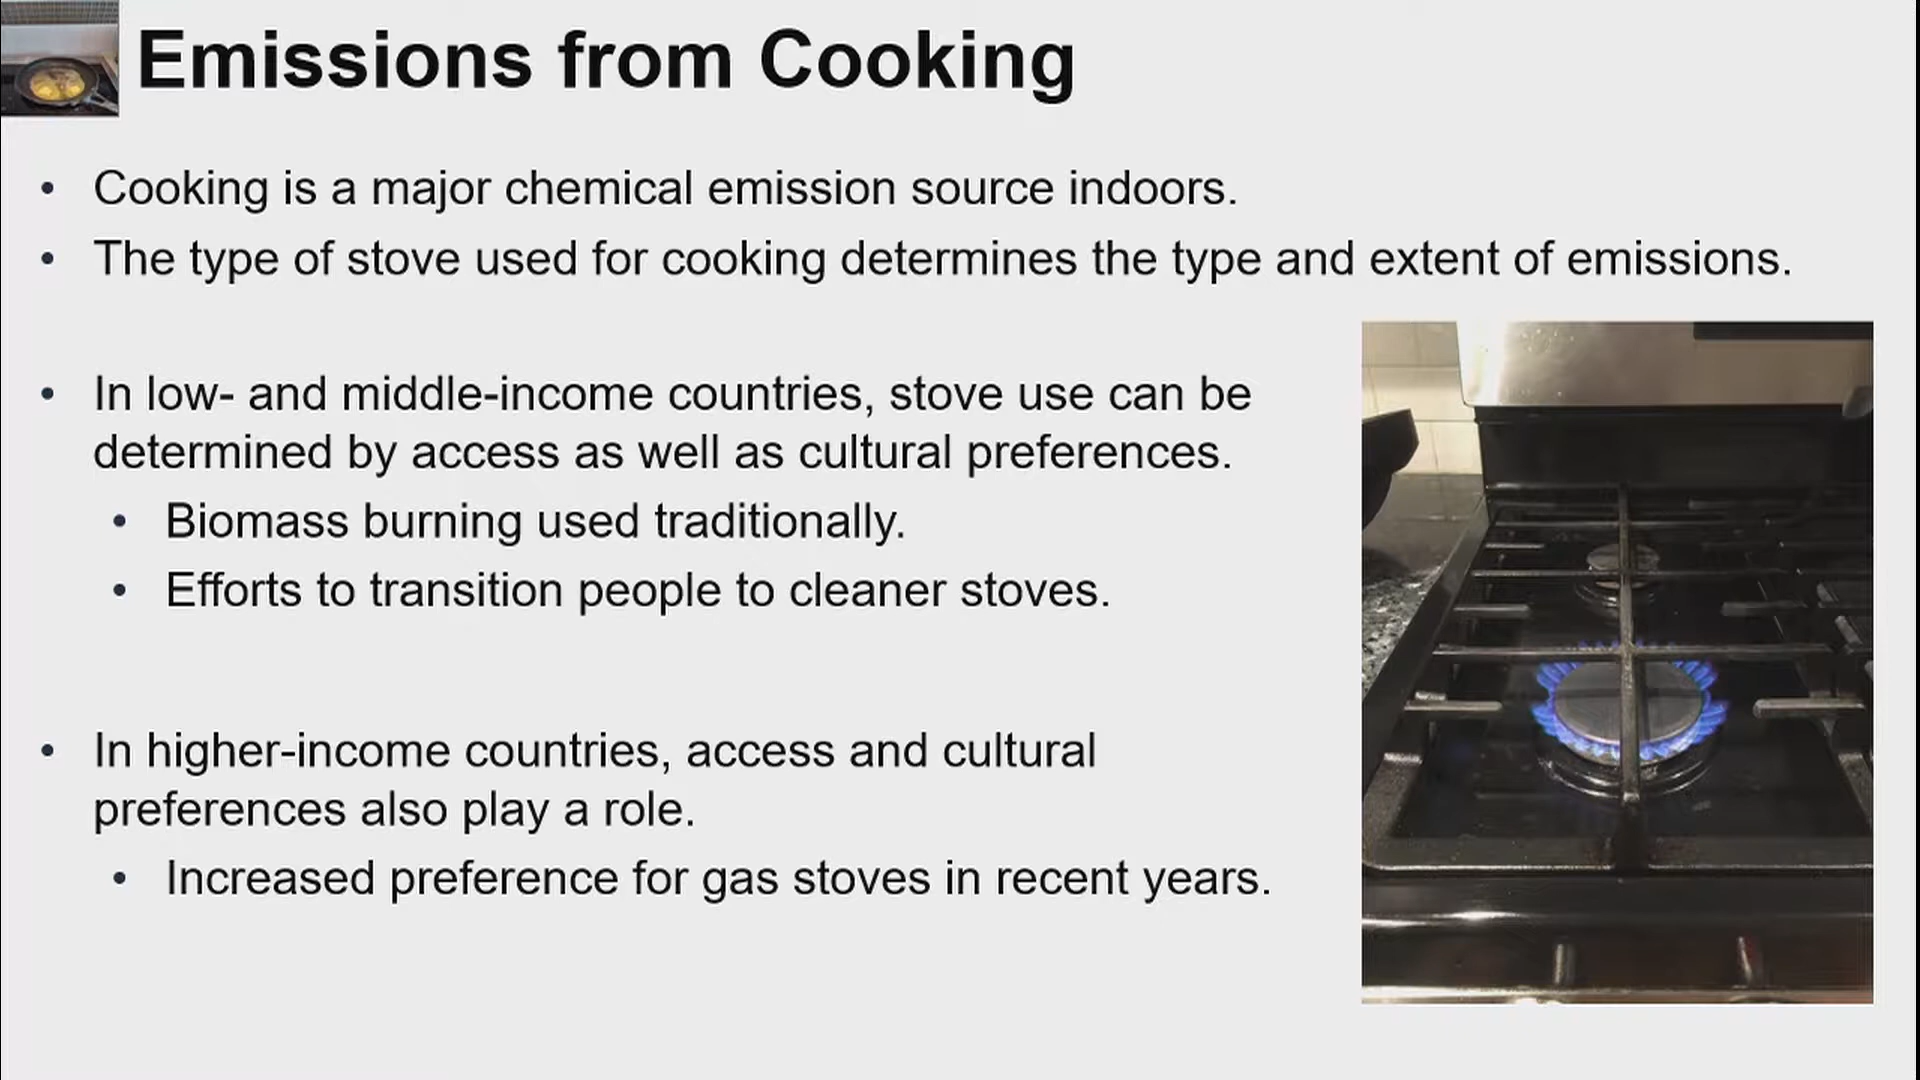 Emissions from Cooking
• Cooking is a major chemical emission source indoors.
• The type of stove used for cooking determines the type and extent of emissions.
• In low- and middle-income countries, stove use can be
determined by access as well as cultural preferences.
• Biomass burning used traditionally.
• Efforts to transition people to cleaner stoves.
• In higher-income countries, access and cultural
preferences also play a role.
• Increased preference for gas stoves in recent years.